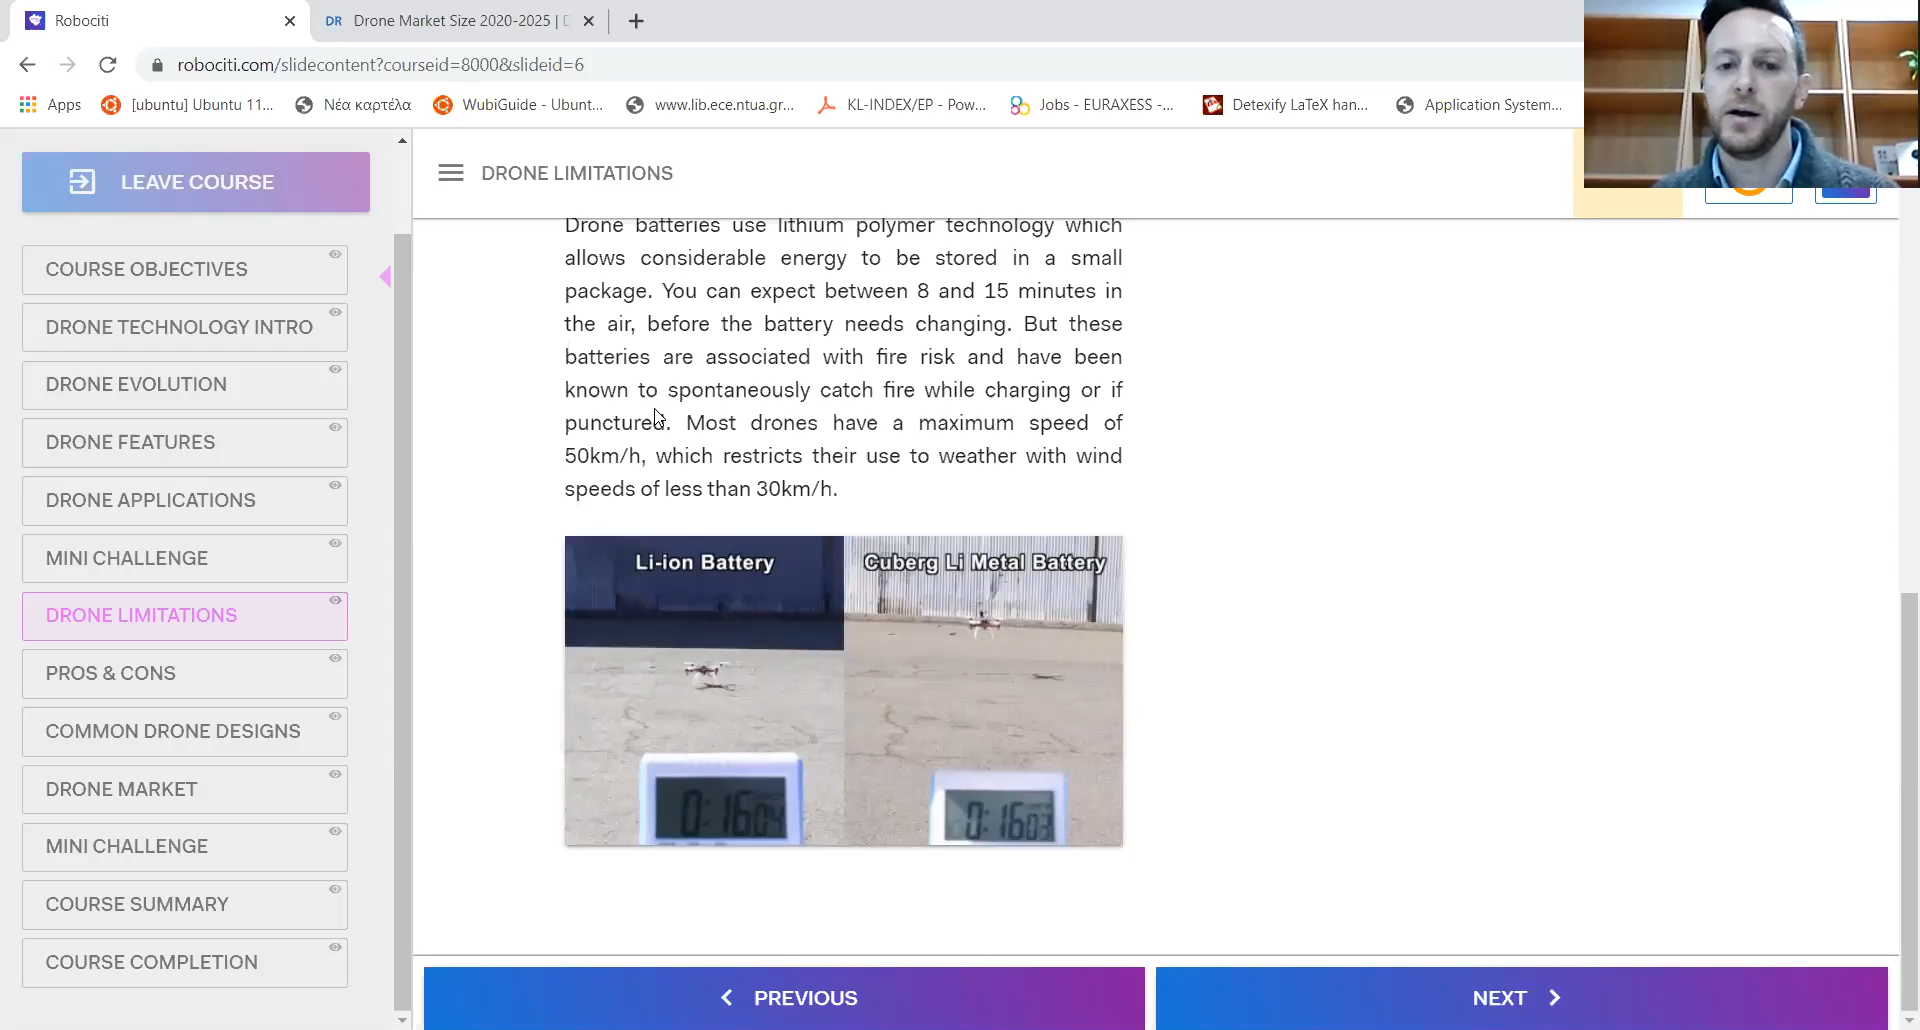 Robociti
DR Drone Market Size 2020-2025 | D
robociti.com/slidecontent?courseid=8000&slideid=6
Apps
[ubuntu] Ubuntu 11...
Νέα καρτέλα
WubiGuide - Ubunt...
www.lib.ece.ntua.gr...
KL-INDEX/EP - Pow...
Jobs - EURAXESS -...
Detexify LaTeX han...
Application System...
LEAVE COURSE
COURSE OBJECTIVES
DRONE TECHNOLOGY INTRO
DRONE EVOLUTION
DRONE FEATURES
DRONE APPLICATIONS
MINI CHALLENGE
DRONE LIMITATIONS
PROS & CONS
COMMON DRONE DESIGNS
DRONE MARKET
MINI CHALLENGE
COURSE SUMMARY
COURSE COMPLETION
DRONE LIMITATIONS
Drone batteries use lithium polymer technology which
allows considerable energy to be stored in a small
package. You can expect between 8 and 15 minutes in
the air, before the battery needs changing. But these
batteries are associated with fire risk and have been
known to spontaneously catch fire while charging or if
punctured. Most drones have a maximum speed of
50km/h, which restricts their use to weather with wind
speeds of less than 30km/h.
Li-ion Battery
Cuberg Li Metal Battery
0:16 04
0:16 03
PREVIOUS
NEXT